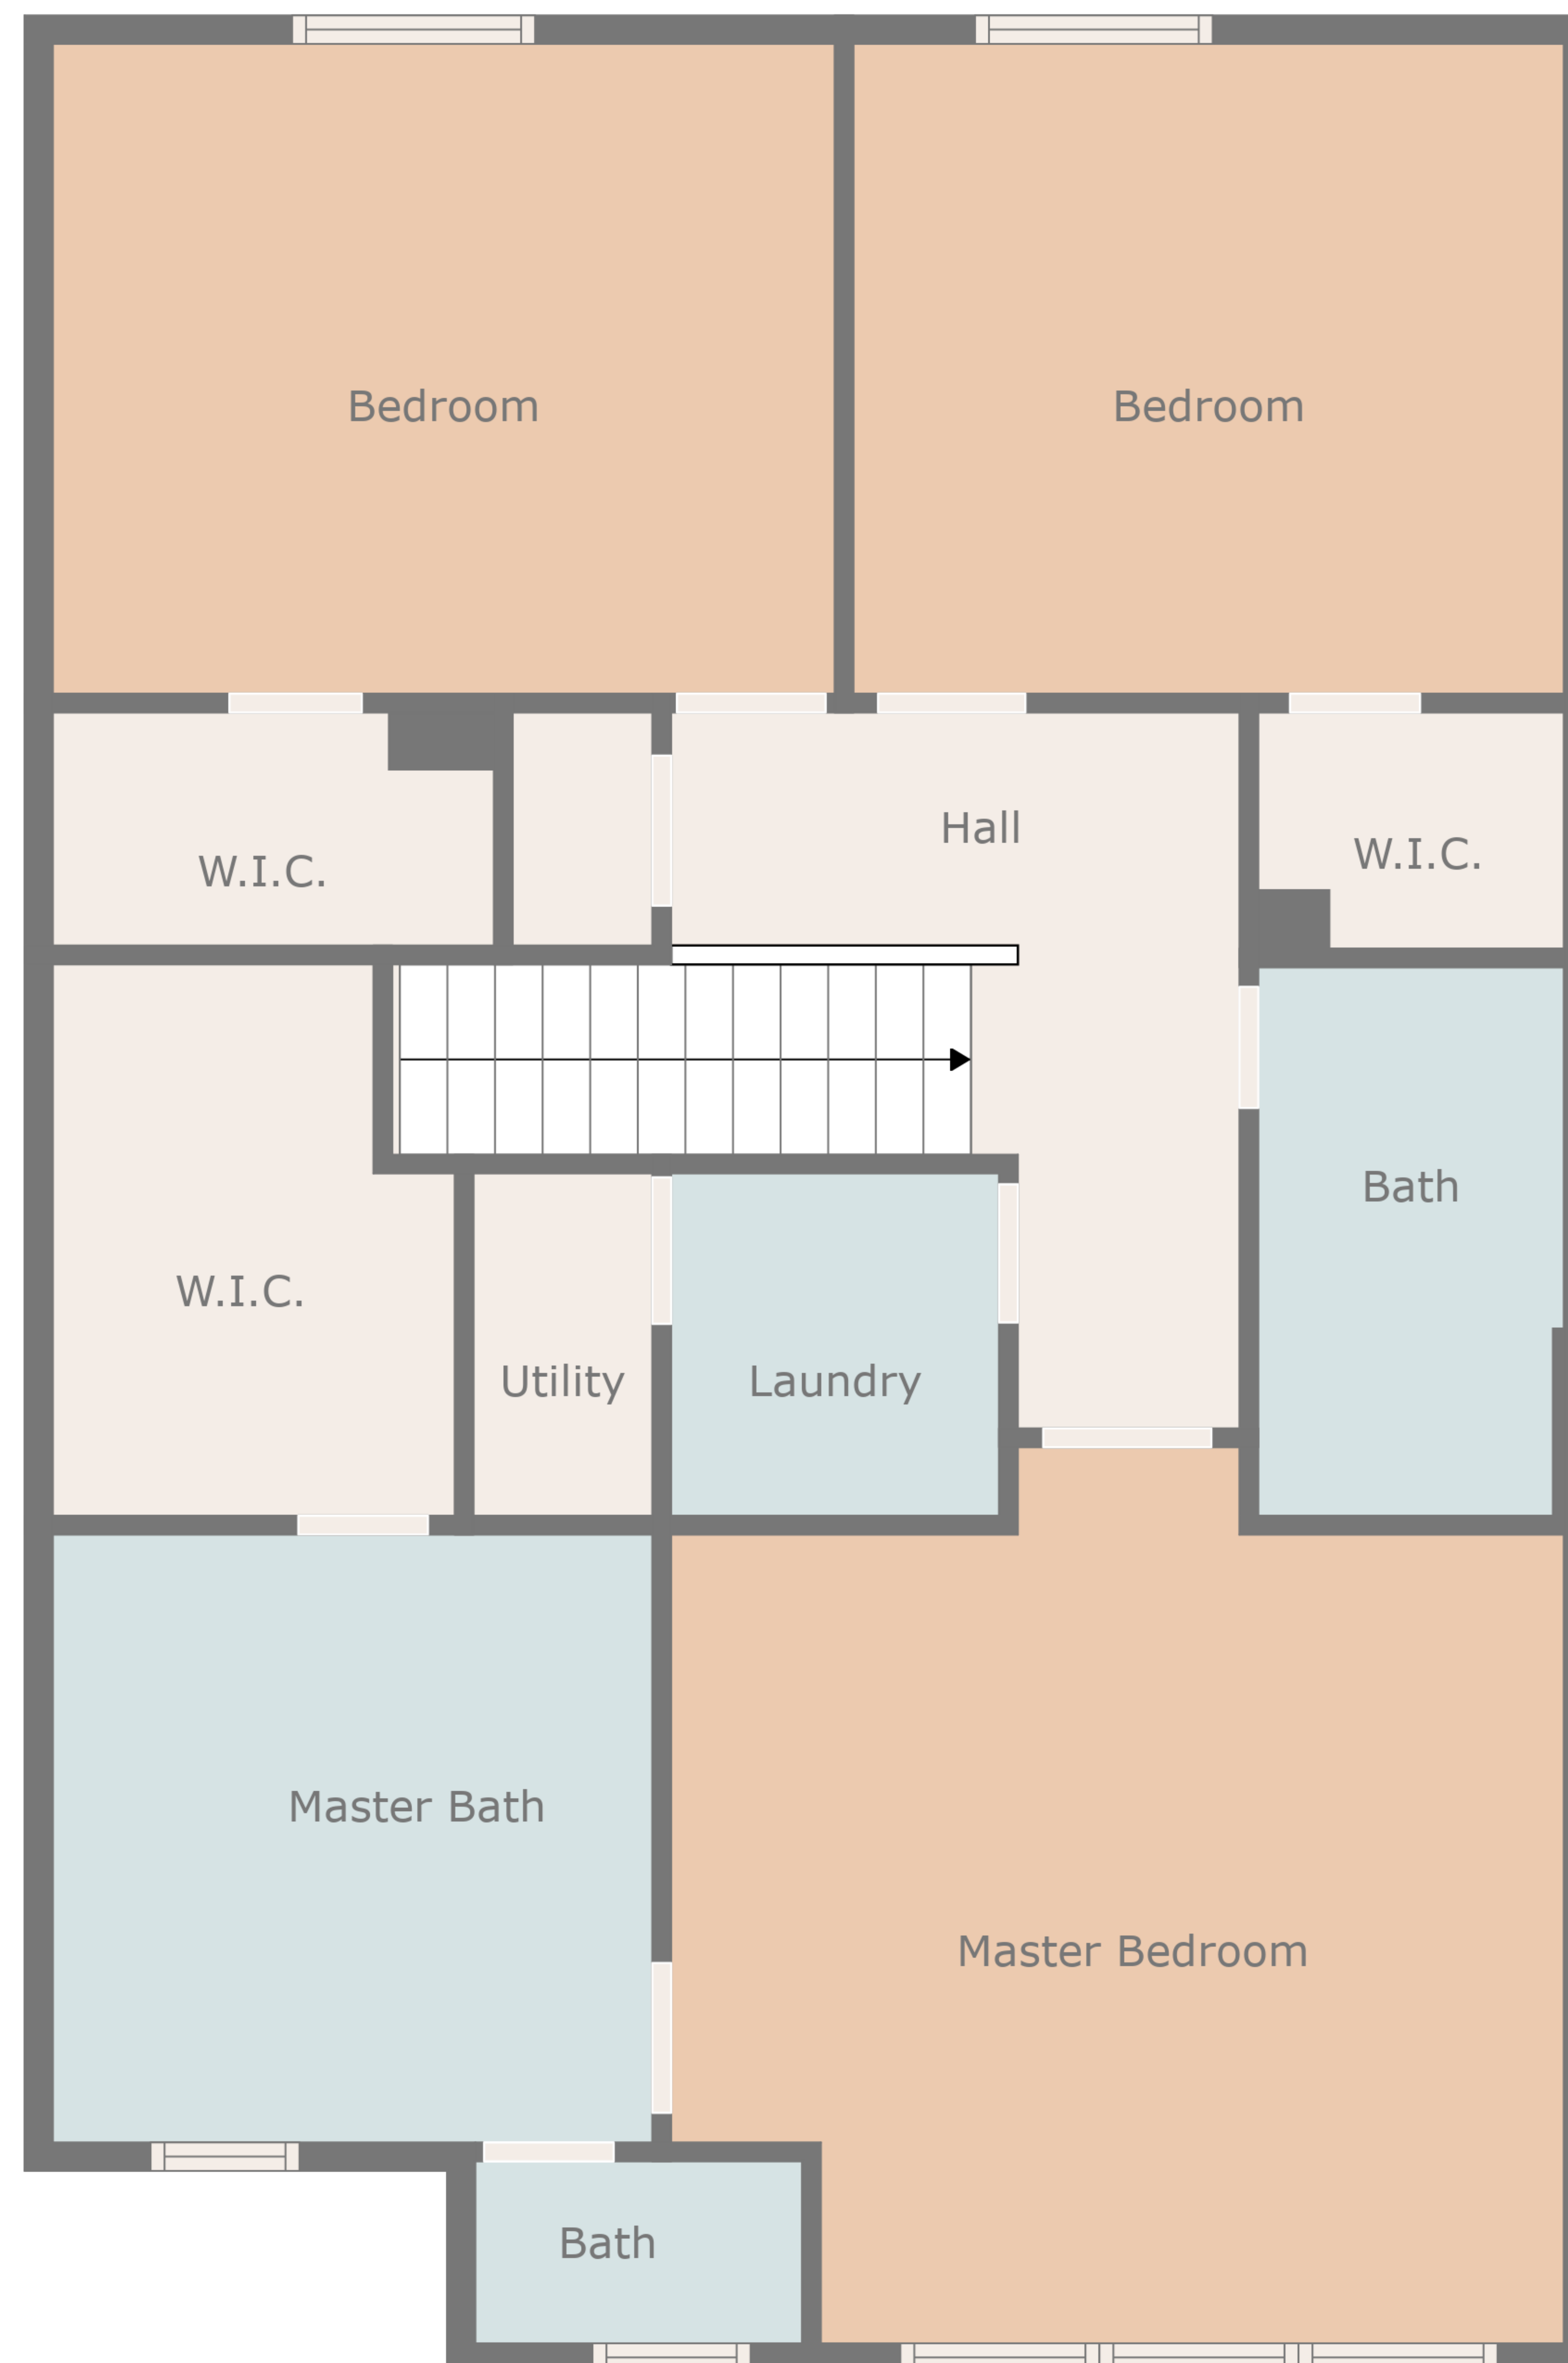 Bedroom
Bedroom
Hall
W.I.C.
W.I.C.
Bath
W.I.C.
Utility
Laundry
Master Bath
Master Bedroom
Bath